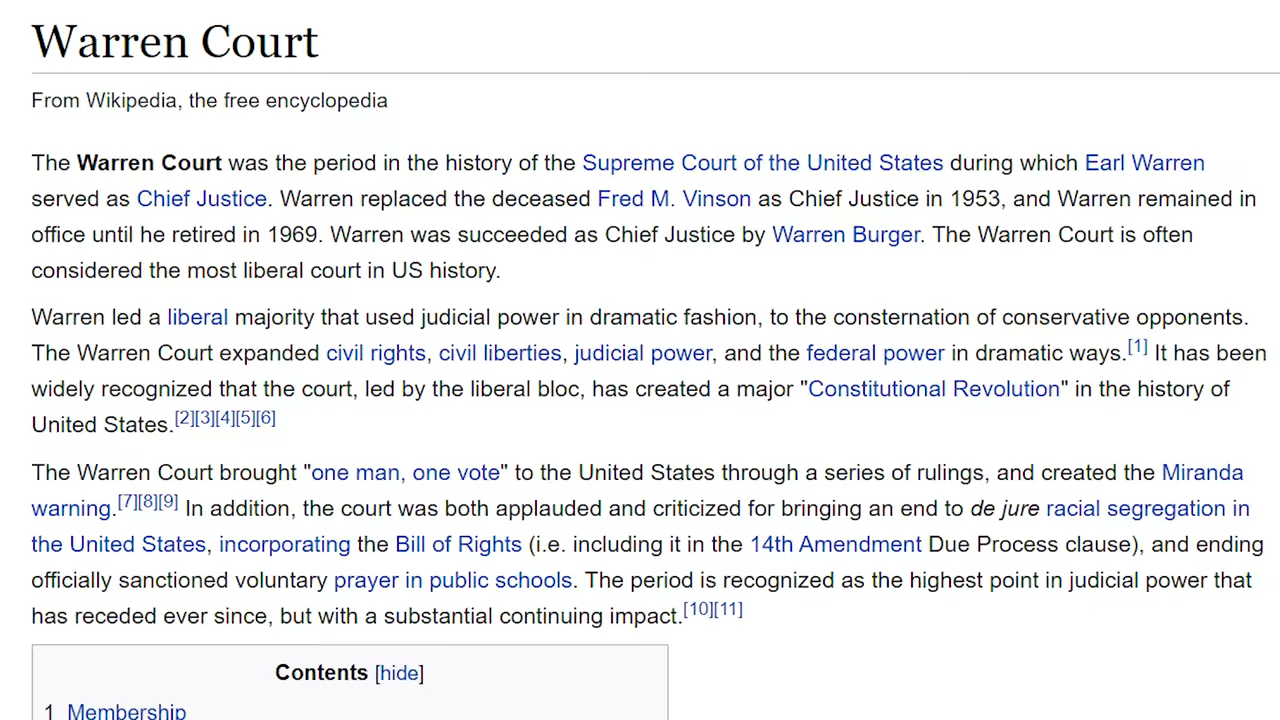 Warren Court
From Wikipedia, the free encyclopedia
The Warren Court was the period in the history of the Supreme Court of the United States during which Earl Warren
served as Chief Justice. Warren replaced the deceased Fred M. Vinson as Chief Justice in 1953, and Warren remained in
office until he retired in 1969. Warren was succeeded as Chief Justice by Warren Burger. The Warren Court is often
considered the most liberal court in US history.
Warren led a liberal majority that used judicial power in dramatic fashion, to the consternation of conservative opponents.
The Warren Court expanded civil rights, civil liberties, judicial power, and the federal power in dramatic ways.[1] It has been
widely recognized that the court, led by the liberal bloc, has created a major "Constitutional Revolution" in the history of
United States.[2][3][4][5][6]
The Warren Court brought "one man, one vote" to the United States through a series of rulings, and created the Miranda
warning.[7][8][9] In addition, the court was both applauded and criticized for bringing an end to de jure racial segregation in
the United States, incorporating the Bill of Rights (i.e. including it in the 14th Amendment Due Process clause), and ending
officially sanctioned voluntary prayer in public schools. The period is recognized as the highest point in judicial power that
has receded ever since, but with a substantial continuing impact.[10][11]
Contents [hide]
1 Membership